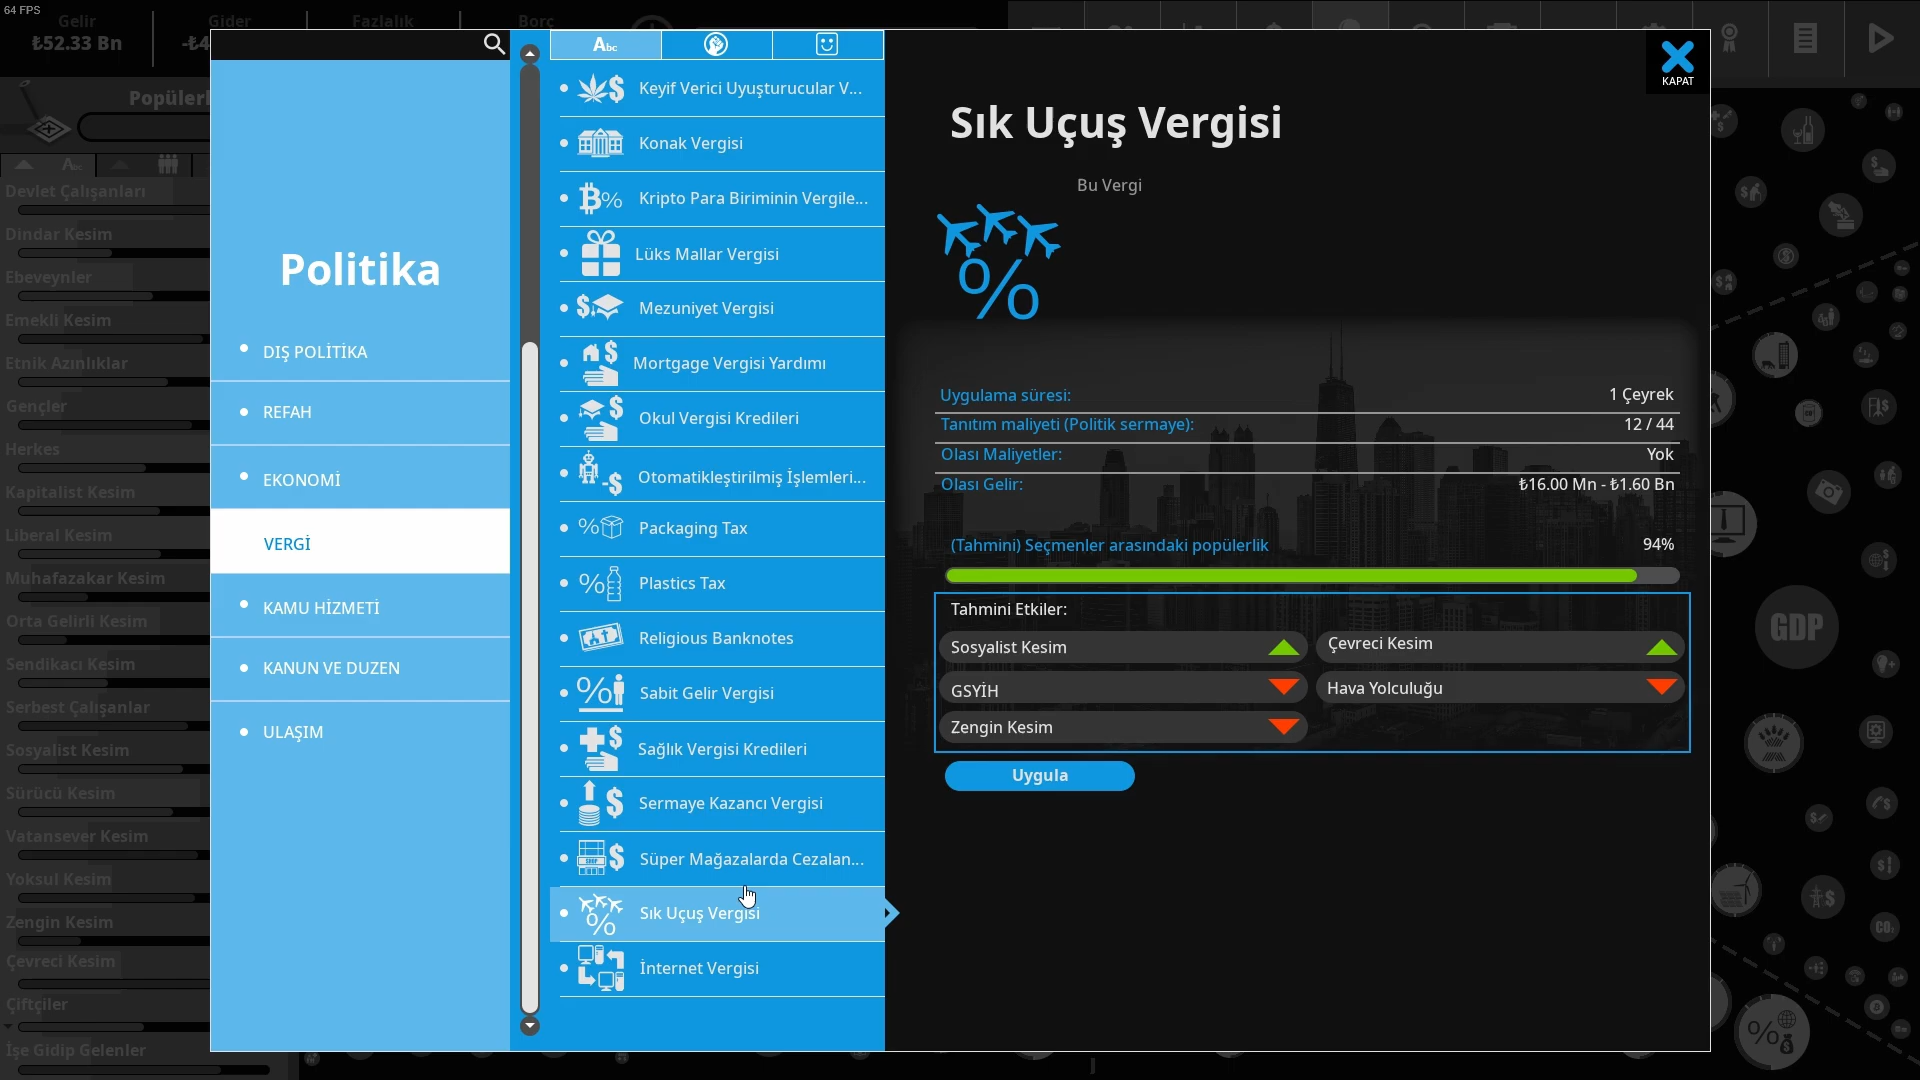 64 FPS
Gelir
Gider
Fazlalık
Borç
₺52.33 Bn
-₺4
KAPAT
Popülerl
Abc
Devlet Çalışanları
Dindar Kesim
Ebeveynler
Emekli Kesim
Etnik Azınlıklar
Gençler
Herkes
Kapitalist Kesim
Liberal Kesim
Muhafazakar Kesim
Orta Gelirli Kesim
Sendikacı Kesim
Serbest Çalışanlar
Sosyalist Kesim
Sürücü Kesim
Vatansever Kesim
Yoksul Kesim
Zengin Kesim
Çevreci Kesim
Çiftçiler
İşe Gidip Gelenler
Politika
DIŞ POLİTİKA
REFAH
EKONOMİ
VERGİ
KAMU HİZMETİ
KANUN VE DUZEN
ULAŞIM
Abc
Keyif Verici Uyuşturucular V...
Konak Vergisi
Kripto Para Biriminin Vergile...
Lüks Mallar Vergisi
Mezuniyet Vergisi
Mortgage Vergisi Yardımı
Okul Vergisi Kredileri
Otomatikleştirilmiş İşlemleri...
Packaging Tax
Plastics Tax
Religious Banknotes
Sabit Gelir Vergisi
Sağlık Vergisi Kredileri
Sermaye Kazancı Vergisi
Süper Mağazalarda Cezalan...
Sık Uçuş Vergisi
İnternet Vergisi
Sık Uçuş Vergisi
Bu Vergi
Uygulama süresi: 1 Çeyrek
Tanıtım maliyeti (Politik sermaye): 12 / 44
Olası Maliyetler: Yok
Olası Gelir: ₺16.00 Mn - ₺1.60 Bn
(Tahmini) Seçmenler arasındaki popülerlik 94%
Tahmini Etkiler:
Sosyalist Kesim
Çevreci Kesim
GSYİH
Hava Yolculuğu
Zengin Kesim
Uygula
GDP
CO₂